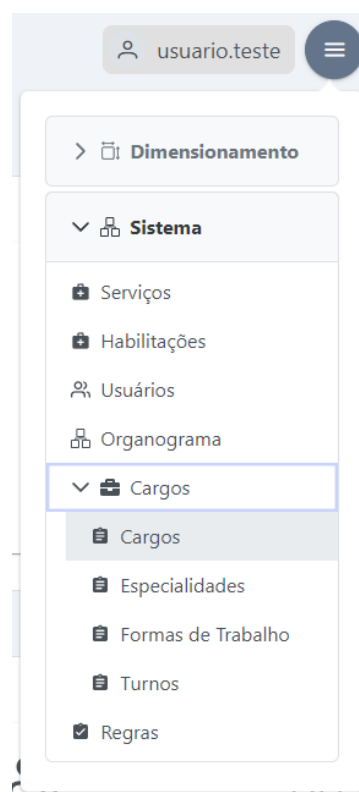 usuario.teste
Dimensionamento
Sistema
Serviços
Habilitações
Usuários
Organograma
Cargos
Cargos
Especialidades
Formas de Trabalho
Turnos
Regras